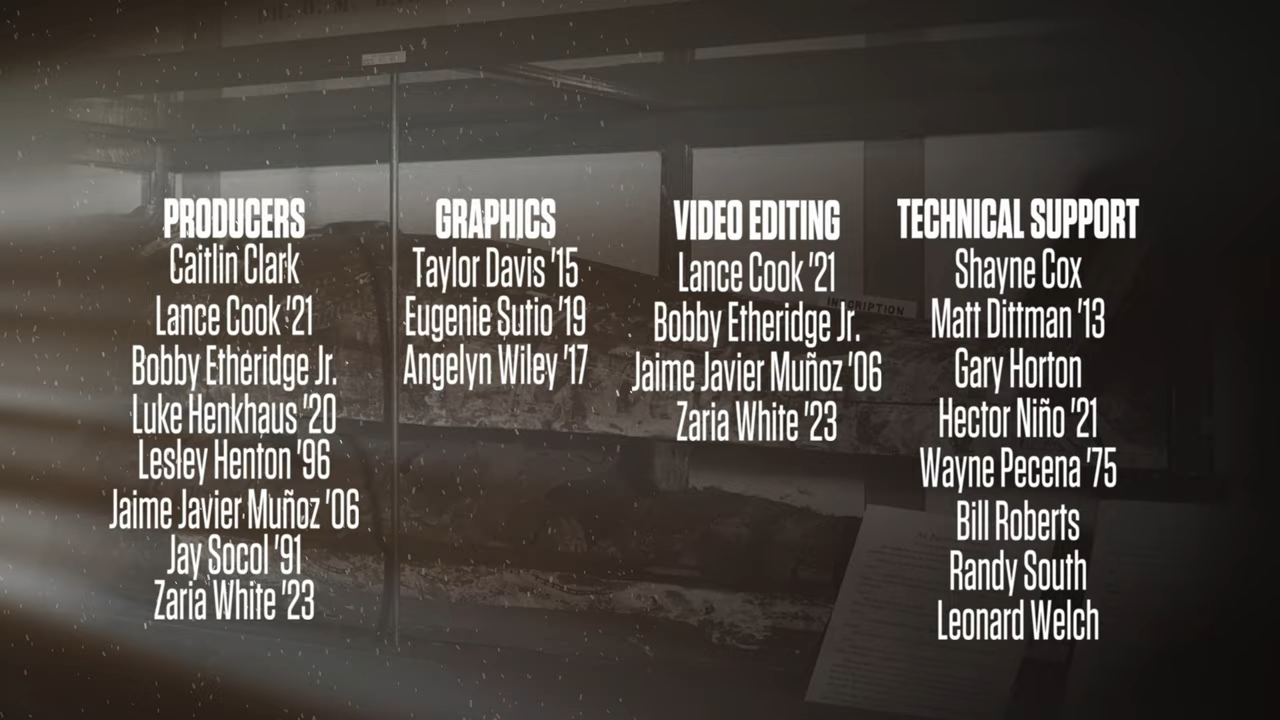 PRODUCERS
Caitlin Clark
Lance Cook '21
Bobby Etheridge Jr.
Luke Henkhaus '20
Lesley Henton '96
Jaime Javier Muñoz '06
Jay Socol '91
Zaria White '23
GRAPHICS
Taylor Davis '15
Eugenie Sutio '19
Angelyn Wiley '17
VIDEO EDITING
Lance Cook '21
Bobby Etheridge Jr.
Jaime Javier Muñoz '06
Zaria White '23
TECHNICAL SUPPORT
Shayne Cox
Matt Dittman '13
Gary Horton
Hector Niño '21
Wayne Pecena '75
Bill Roberts
Randy South
Leonard Welch
INSCRIPTION